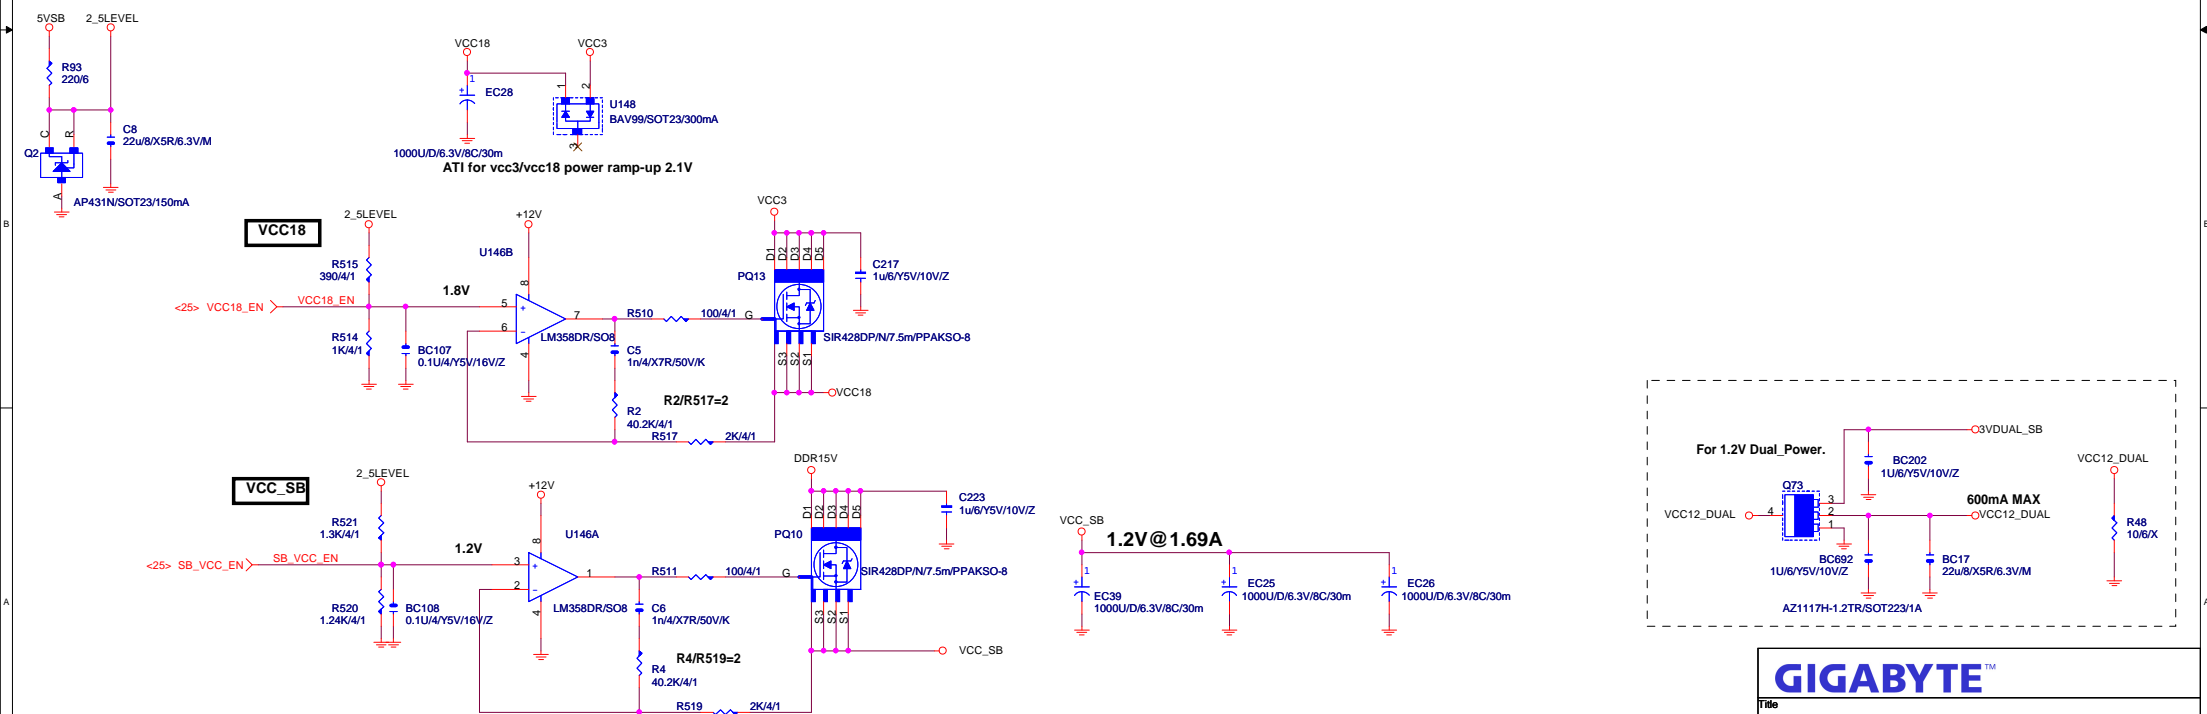 5VSB
2_5LEVEL
R93
220/6
C
R
Q2
A
C8
22u/8/X5R/6.3V/M
AP431N/SOT23/150mA
VCC18
VCC3
1
EC28
1000U/D/6.3V/8C/30m
1
2
3
U148
BAV99/SOT23/300mA
ATI for vcc3/vcc18 power ramp-up 2.1V
B
VCC18
2_5LEVEL
R515
390/4/1
<25> VCC18_EN
VCC18_EN
R514
1K/4/1
BC107
0.1U/4/Y5V/16V/Z
1.8V
+12V
U146B
8
5
+
6
-
7
4
LM358DR/SO8
R510
100/4/1
G
C5
1n/4/X7R/50V/K
R2
40.2K/4/1
R2/R517=2
R517
2K/4/1
VCC3
D1
D2
D3
D4
D5
PQ13
C217
1u/6/Y5V/10V/Z
SIR428DP/N/7.5m/PPAKSO-8
S3
S2
S1
VCC18
VCC_SB
2_5LEVEL
R521
1.3K/4/1
<25> SB_VCC_EN
SB_VCC_EN
R520
1.24K/4/1
BC108
0.1U/4/Y5V/16V/Z
1.2V
+12V
U146A
8
3
+
2
-
1
4
LM358DR/SO8
R511
100/4/1
G
C6
1n/4/X7R/50V/K
R4
40.2K/4/1
R4/R519=2
R519
2K/4/1
DDR15V
D1
D2
D3
D4
D5
PQ10
C223
1u/6/Y5V/10V/Z
SIR428DP/N/7.5m/PPAKSO-8
S3
S2
S1
VCC_SB
VCC_SB
1.2V@1.69A
1
EC39
1000U/D/6.3V/8C/30m
1
EC25
1000U/D/6.3V/8C/30m
1
EC26
1000U/D/6.3V/8C/30m
For 1.2V Dual_Power.
3VDUAL_SB
BC202
1U/6/Y5V/10V/Z
Q73
VCC12_DUAL
4
3
2
1
600mA MAX
VCC12_DUAL
BC692
1U/6/Y5V/10V/Z
BC17
22u/8/X5R/6.3V/M
AZ1117H-1.2TR/SOT223/1A
VCC12_DUAL
R48
10/6/X
A
GIGABYTE™
Title